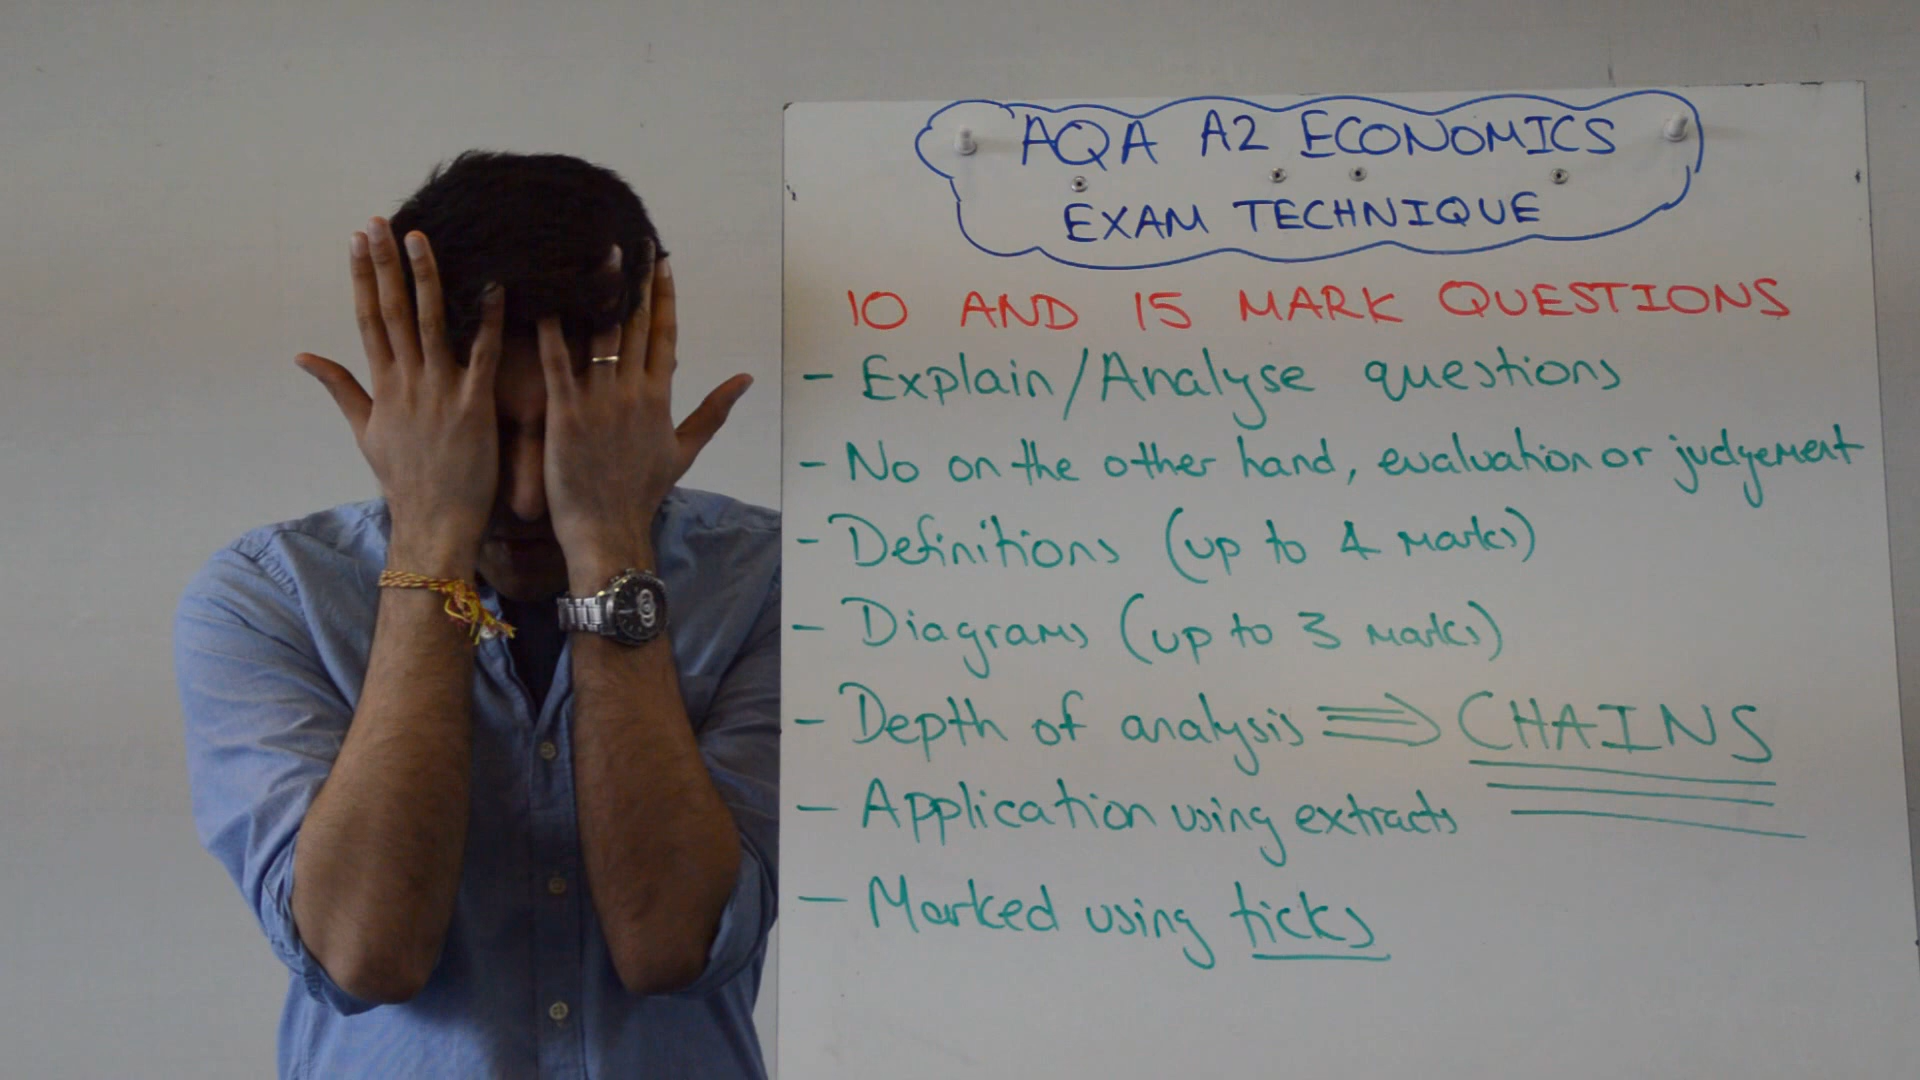 AQA A2 ECONOMICS
EXAM TECHNIQUE
10 AND 15 MARK QUESTIONS
- Explain/Analyse questions
- No on the other hand, evaluation or judgement
- Definitions (up to 4 marks)
- Diagrams (up to 3 marks)
- Depth of analysis ⇒ CHAINS
- Application using extracts
- Marked using ticks